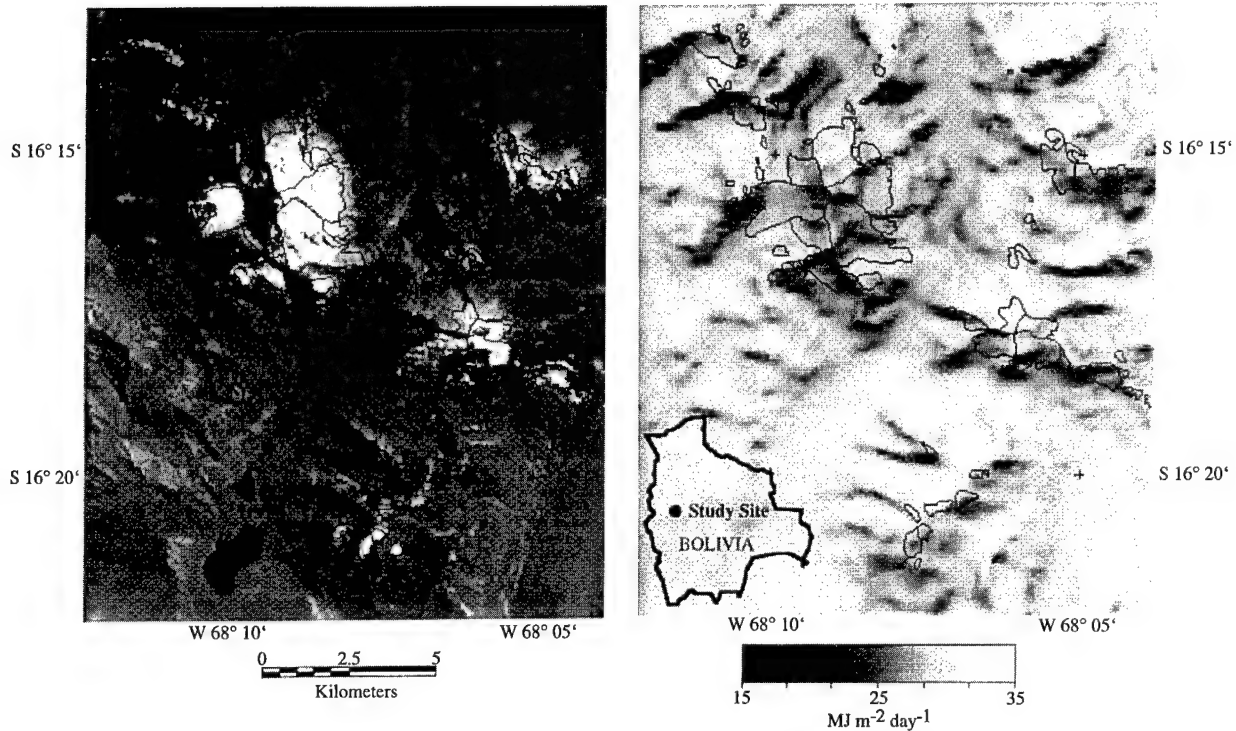 S 16° 15‘
S 16° 20‘
W 68° 10‘
W 68° 05‘
0 2.5 5
Kilometers
S 16° 15‘
S 16° 20‘
Study Site
BOLIVIA
W 68° 10‘
W 68° 05‘
15 25 35
MJ m⁻² day⁻¹